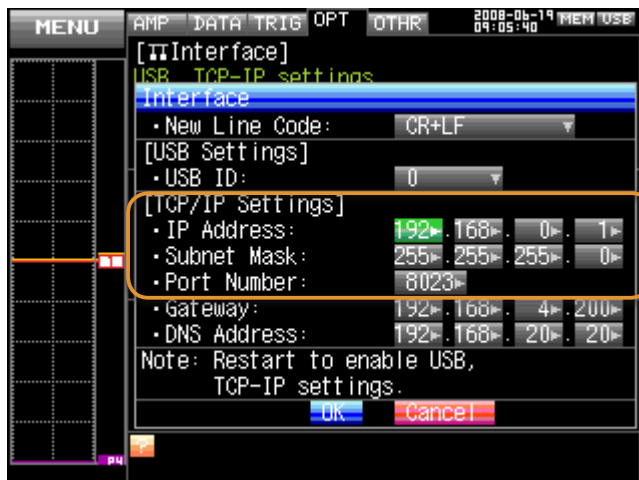 MENU AMP DATA TRIG OPT OTHR 2008-06-19 09:05:40 MEM USB
[Interface]
USB, TCP-IP settings
Interface
・New Line Code: CR+LF
[USB Settings]
・USB ID: 0
[TCP/IP Settings]
・IP Address: 192.168. 0. 1
・Subnet Mask: 255.255.255. 0
・Port Number: 8023
・Gateway: 192.168. 4.200
・DNS Address: 192.168. 20. 20
Note: Restart to enable USB,
TCP-IP settings.
OK Cancel
?
P4